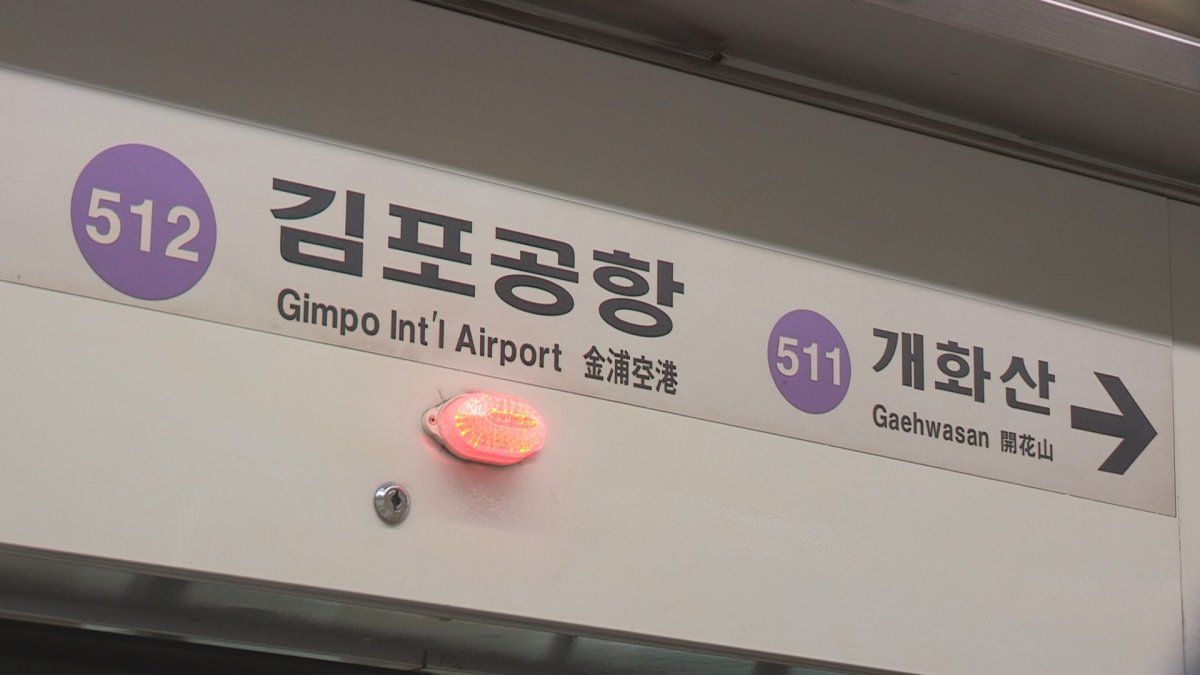 512 김포공항
Gimpo Int'l Airport 金浦空港
511 개화산 →
Gaehwasan 開花山